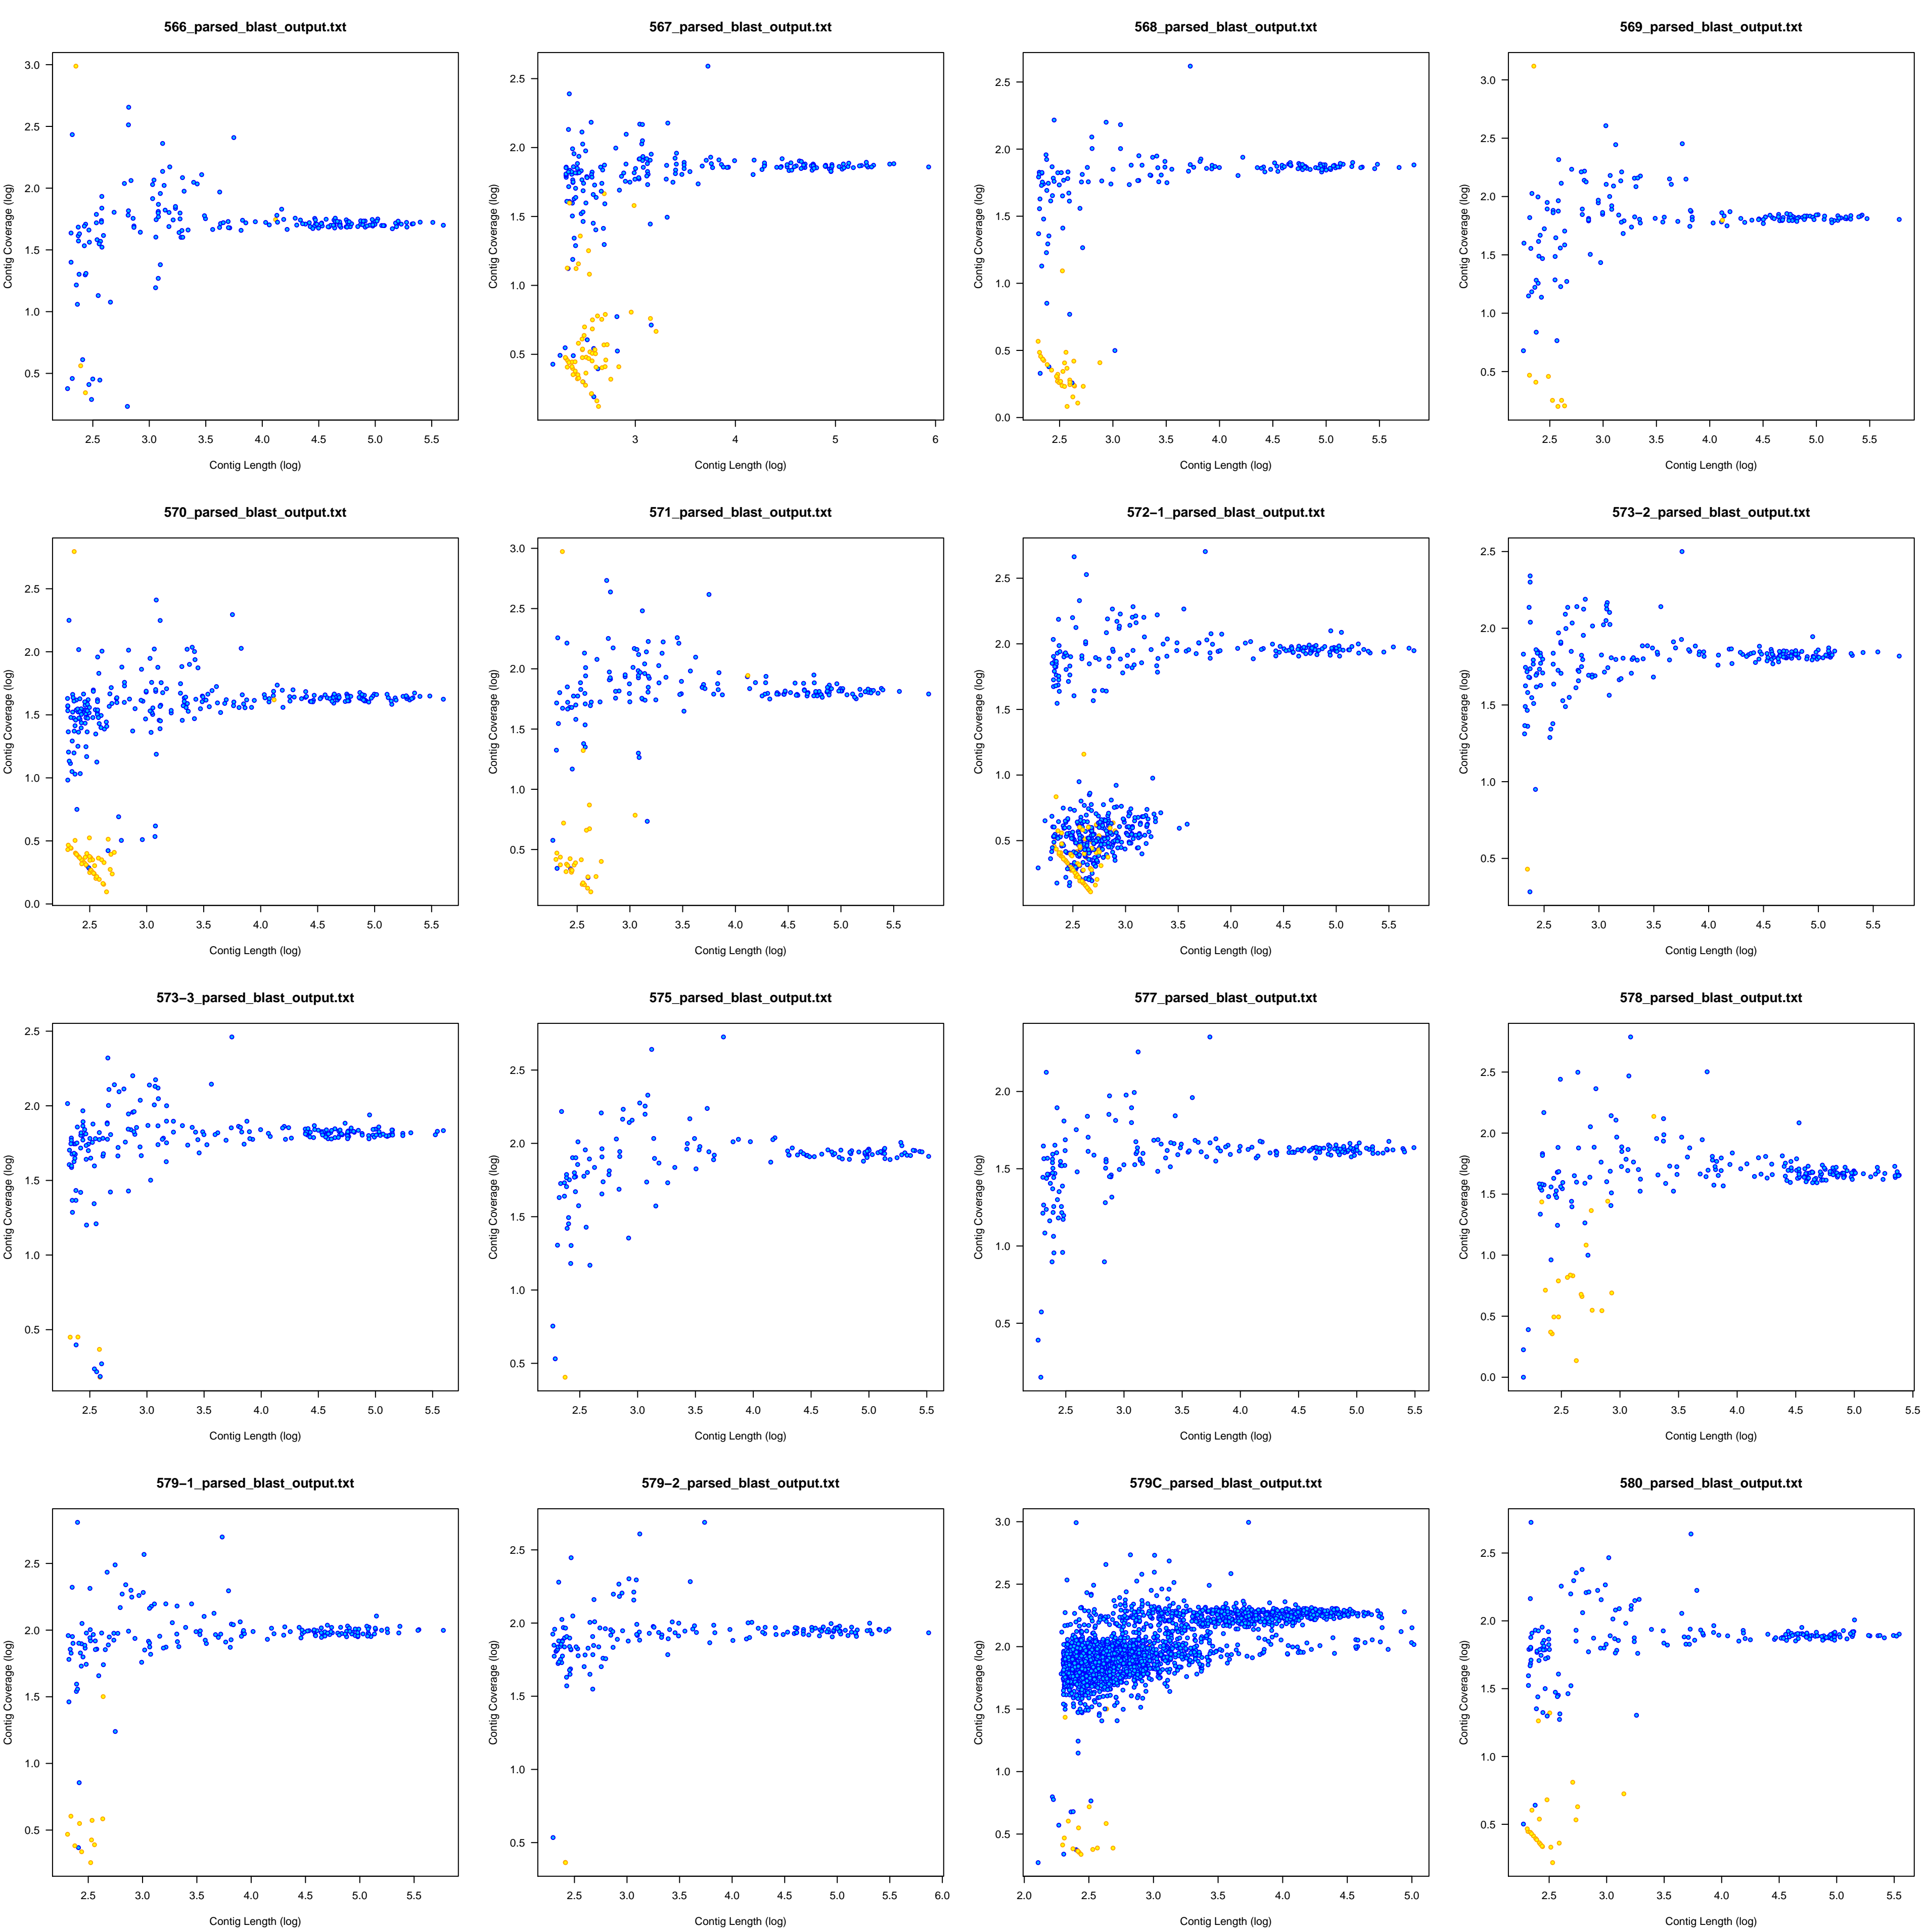 566_parsed_blast_output.txt
3.0
2.5
2.0
1.5
1.0
0.5
Contig Coverage (log)
2.5 3.0 3.5 4.0 4.5 5.0 5.5
Contig Length (log)
567_parsed_blast_output.txt
2.5
2.0
1.5
1.0
0.5
Contig Coverage (log)
3 4 5 6
Contig Length (log)
568_parsed_blast_output.txt
2.5
2.0
1.5
1.0
0.5
0.0
Contig Coverage (log)
2.5 3.0 3.5 4.0 4.5 5.0 5.5
Contig Length (log)
569_parsed_blast_output.txt
3.0
2.5
2.0
1.5
1.0
0.5
Contig Coverage (log)
2.5 3.0 3.5 4.0 4.5 5.0 5.5
Contig Length (log)
570_parsed_blast_output.txt
2.5
2.0
1.5
1.0
0.5
0.0
Contig Coverage (log)
2.5 3.0 3.5 4.0 4.5 5.0 5.5
Contig Length (log)
571_parsed_blast_output.txt
3.0
2.5
2.0
1.5
1.0
0.5
Contig Coverage (log)
2.5 3.0 3.5 4.0 4.5 5.0 5.5
Contig Length (log)
572−1_parsed_blast_output.txt
2.5
2.0
1.5
1.0
0.5
Contig Coverage (log)
2.5 3.0 3.5 4.0 4.5 5.0 5.5
Contig Length (log)
573−2_parsed_blast_output.txt
2.5
2.0
1.5
1.0
0.5
Contig Coverage (log)
2.5 3.0 3.5 4.0 4.5 5.0 5.5
Contig Length (log)
573−3_parsed_blast_output.txt
2.5
2.0
1.5
1.0
0.5
Contig Coverage (log)
2.5 3.0 3.5 4.0 4.5 5.0 5.5
Contig Length (log)
575_parsed_blast_output.txt
2.5
2.0
1.5
1.0
0.5
Contig Coverage (log)
2.5 3.0 3.5 4.0 4.5 5.0 5.5
Contig Length (log)
577_parsed_blast_output.txt
2.0
1.5
1.0
0.5
Contig Coverage (log)
2.5 3.0 3.5 4.0 4.5 5.0 5.5
Contig Length (log)
578_parsed_blast_output.txt
2.5
2.0
1.5
1.0
0.5
0.0
Contig Coverage (log)
2.5 3.0 3.5 4.0 4.5 5.0 5.5
Contig Length (log)
579−1_parsed_blast_output.txt
2.5
2.0
1.5
1.0
0.5
Contig Coverage (log)
2.5 3.0 3.5 4.0 4.5 5.0 5.5
Contig Length (log)
579−2_parsed_blast_output.txt
2.5
2.0
1.5
1.0
0.5
Contig Coverage (log)
2.5 3.0 3.5 4.0 4.5 5.0 5.5 6.0
Contig Length (log)
579C_parsed_blast_output.txt
3.0
2.5
2.0
1.5
1.0
0.5
Contig Coverage (log)
2.0 2.5 3.0 3.5 4.0 4.5 5.0
Contig Length (log)
580_parsed_blast_output.txt
2.5
2.0
1.5
1.0
0.5
Contig Coverage (log)
2.5 3.0 3.5 4.0 4.5 5.0 5.5
Contig Length (log)